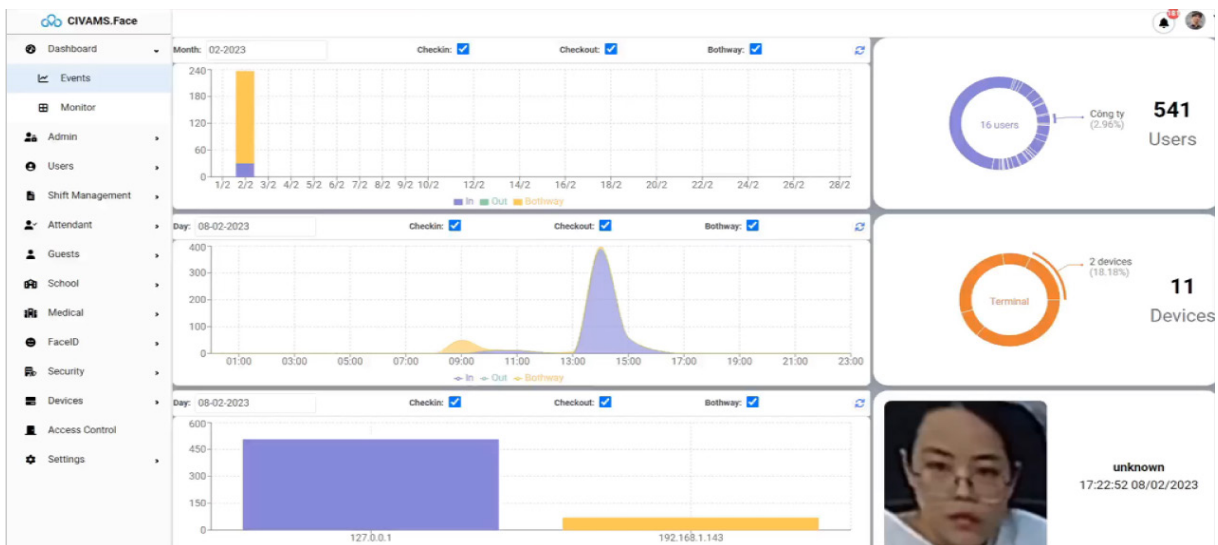 CIVAMS.Face
Dashboard
Events
Monitor
Admin
Users
Shift Management
Attendant
Guests
School
Medical
FaceID
Security
Devices
Access Control
Settings
Month: 02-2023 Checkin: Checkout: Bothway:
240
180
120
60
0
1/2 2/2 3/2 4/2 5/2 6/2 7/2 8/2 9/2 10/2 12/2 14/2 16/2 18/2 20/2 22/2 24/2 26/2 28/2
In Out Bothway
Day: 08-02-2023 Checkin: Checkout: Bothway:
400
300
200
100
0
01:00 03:00 05:00 07:00 09:00 11:00 13:00 15:00 17:00 19:00 21:00 23:00
In Out Bothway
Day: 08-02-2023 Checkin: Checkout: Bothway:
600
450
300
150
0
127.0.0.1 192.168.1.143
16 users
Công ty
(2.96%)
541
Users
Terminal
2 devices
(18.18%)
11
Devices
unknown
17:22:52 08/02/2023